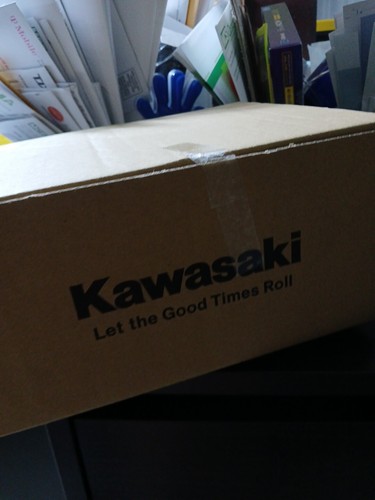 Kawasaki
Let the Good Times Roll